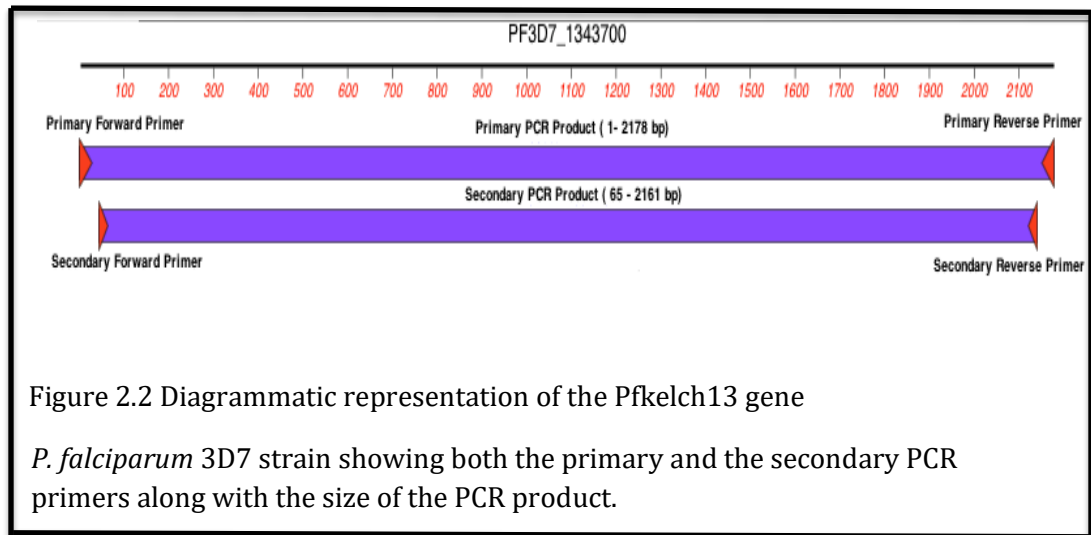 PF3D7_1343700
100 200 300 400 500 600 700 800 900 1000 1100 1200 1300 1400 1500 1600 1700 1800 1900 2000 2100
Primary Forward Primer Primary PCR Product ( 1- 2178 bp) Primary Reverse Primer
Secondary PCR Product ( 65 - 2161 bp)
Secondary Forward Primer Secondary Reverse Primer
Figure 2.2 Diagrammatic representation of the Pfkelch13 gene
P. falciparum 3D7 strain showing both the primary and the secondary PCR
primers along with the size of the PCR product.